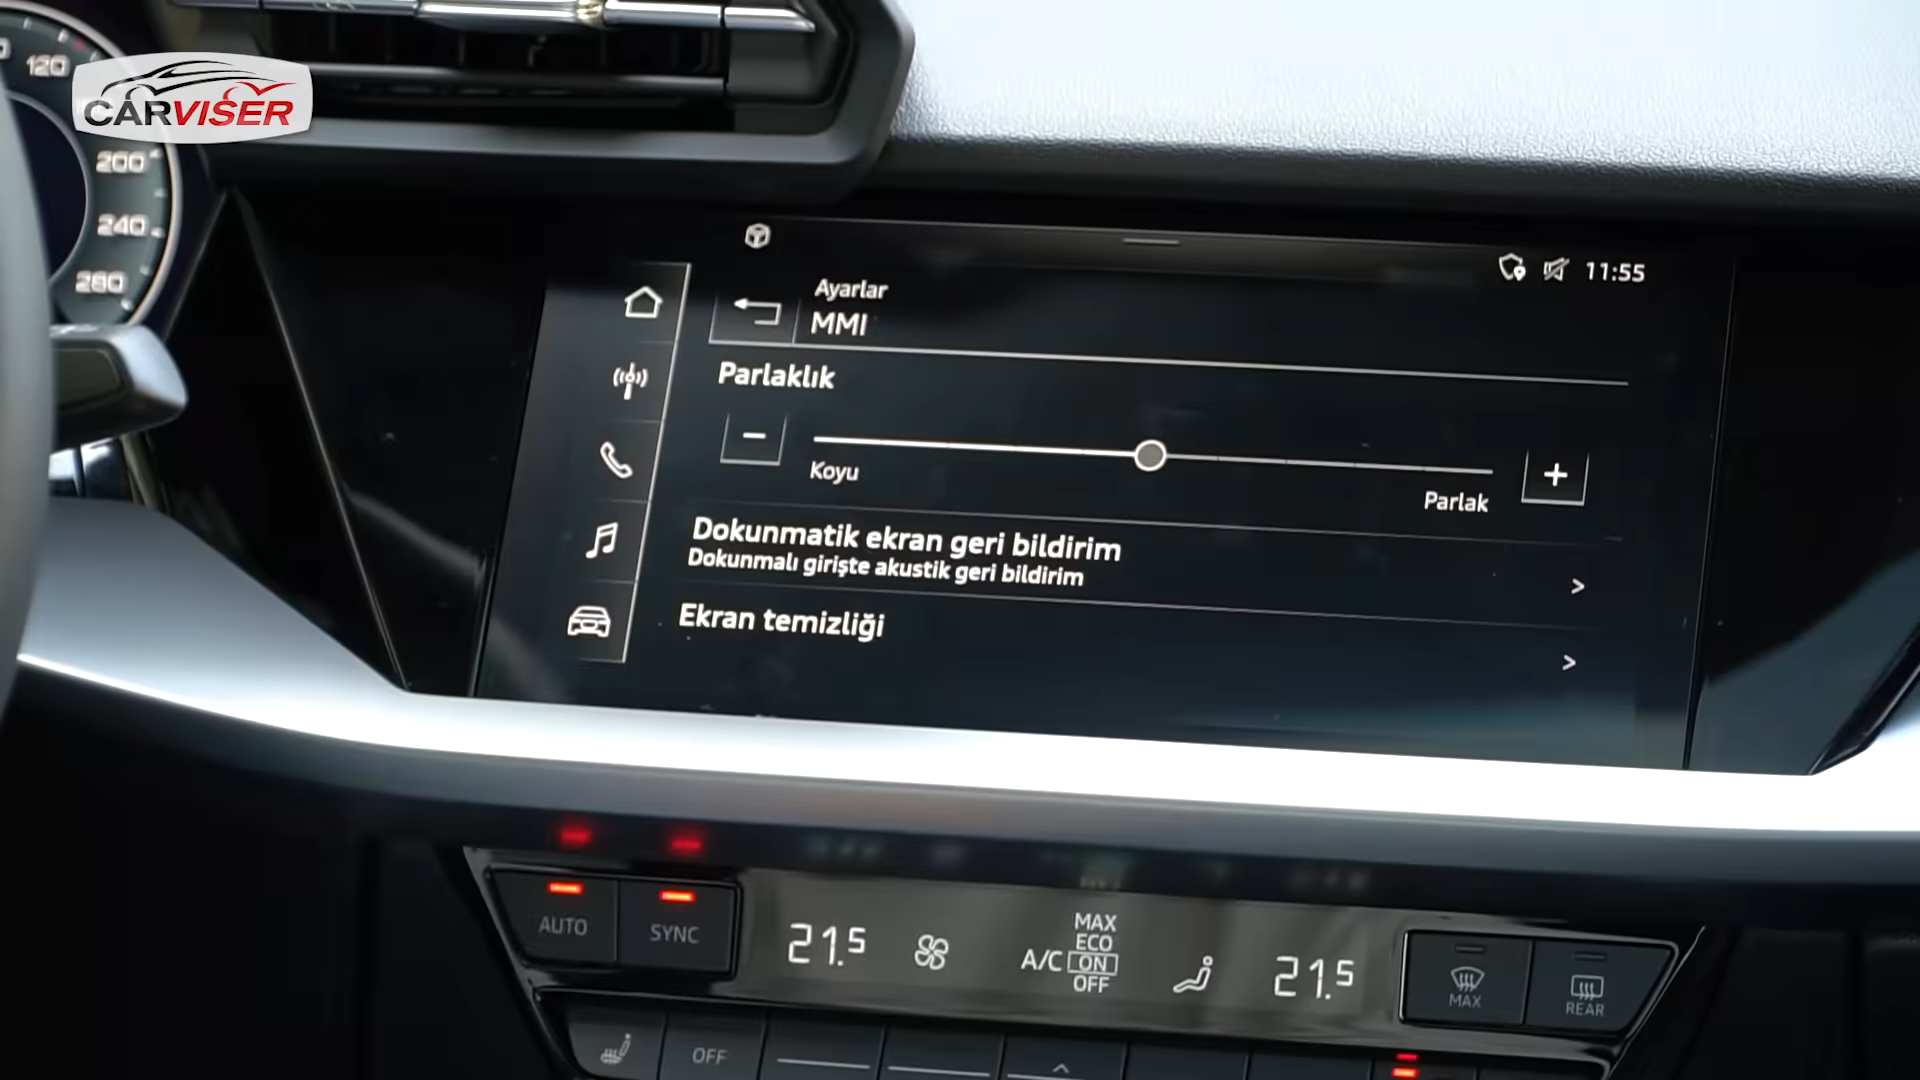 120
CARVISER
200
240
280
11:55
Ayarlar
MMI
Parlaklık
Koyu
Parlak
Dokunmatik ekran geri bildirim
Dokunmalı girişte akustik geri bildirim
Ekran temizliği
AUTO
SYNC
21.5
A/C
MAX
ECO
ON
OFF
21.5
MAX
REAR
OFF